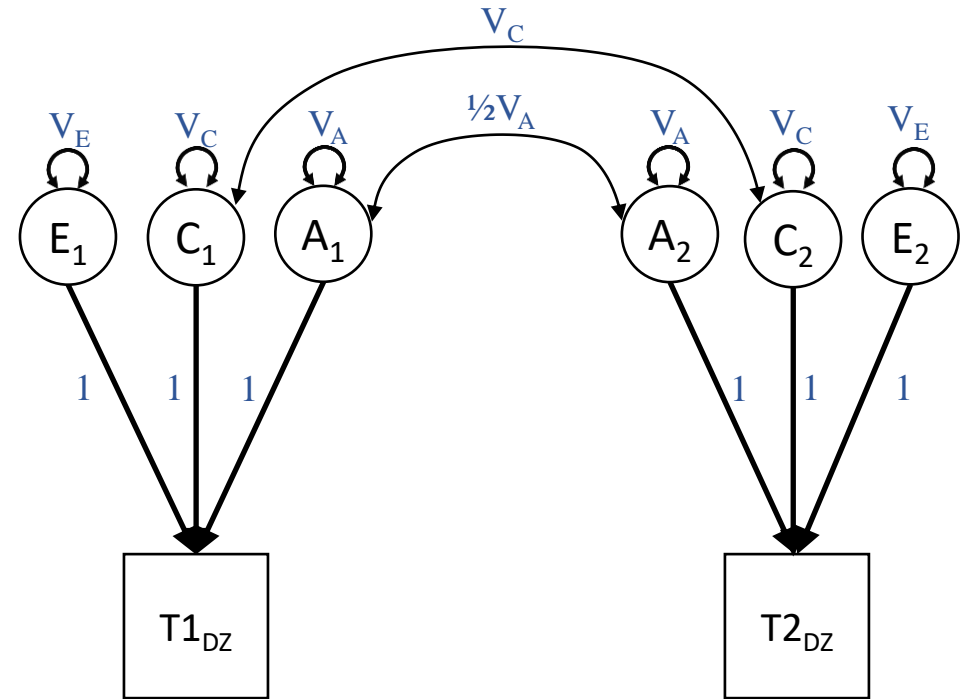 V_C
½V_A
V_E V_C V_A V_A V_C V_E
E_1 C_1 A_1 A_2 C_2 E_2
1 1 1 1 1 1
T1_DZ T2_DZ